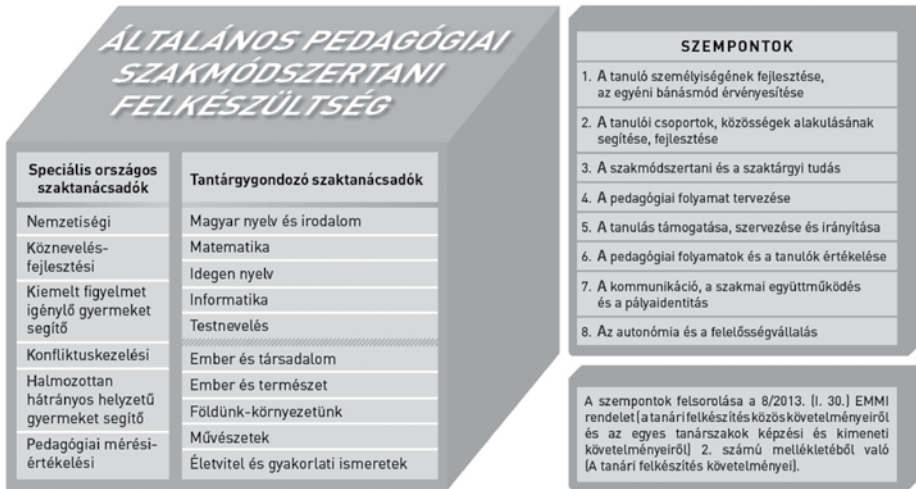 ÁLTALÁNOS PEDAGÓGIAI
SZAKMÓDSZERTANI
FELKÉSZÜLTSÉG
Speciális országos
szaktanácsadók
Nemzetiségi
Köznevelés-
fejlesztési
Kiemelt figyelmet
igénylő gyermeket
segítő
Konfliktuskezelési
Halmozottan
hátrányos helyzetű
gyermeket segítő
Pedagógiai mérési-
értékelési
Tantárgygondozó szaktanácsadók
Magyar nyelv és irodalom
Matematika
Idegen nyelv
Informatika
Testnevelés
Ember és társadalom
Ember és természet
Földünk-környezetünk
Művészetek
Életvitel és gyakorlati ismeretek
SZEMPONTOK
1. A tanuló személyiségének fejlesztése,
az egyéni bánásmód érvényesítése
2. A tanulói csoportok, közösségek alakulásának
segítése, fejlesztése
3. A szakmódszertani és a szaktárgyi tudás
4. A pedagógiai folyamat tervezése
5. A tanulás támogatása, szervezése és irányítása
6. A pedagógiai folyamatok és a tanulók értékelése
7. A kommunikáció, a szakmai együttműködés
és a pályaidentitás
8. Az autonómia és a felelősségvállalás
A szempontok felsorolása a 8/2013. (I. 30.) EMMI
rendelet (a tanári felkészítés közös követelményeiről
és az egyes tanárszakok képzési és kimeneti
követelményeiről) 2. számú mellékletéből való
(A tanári felkészítés követelményei).